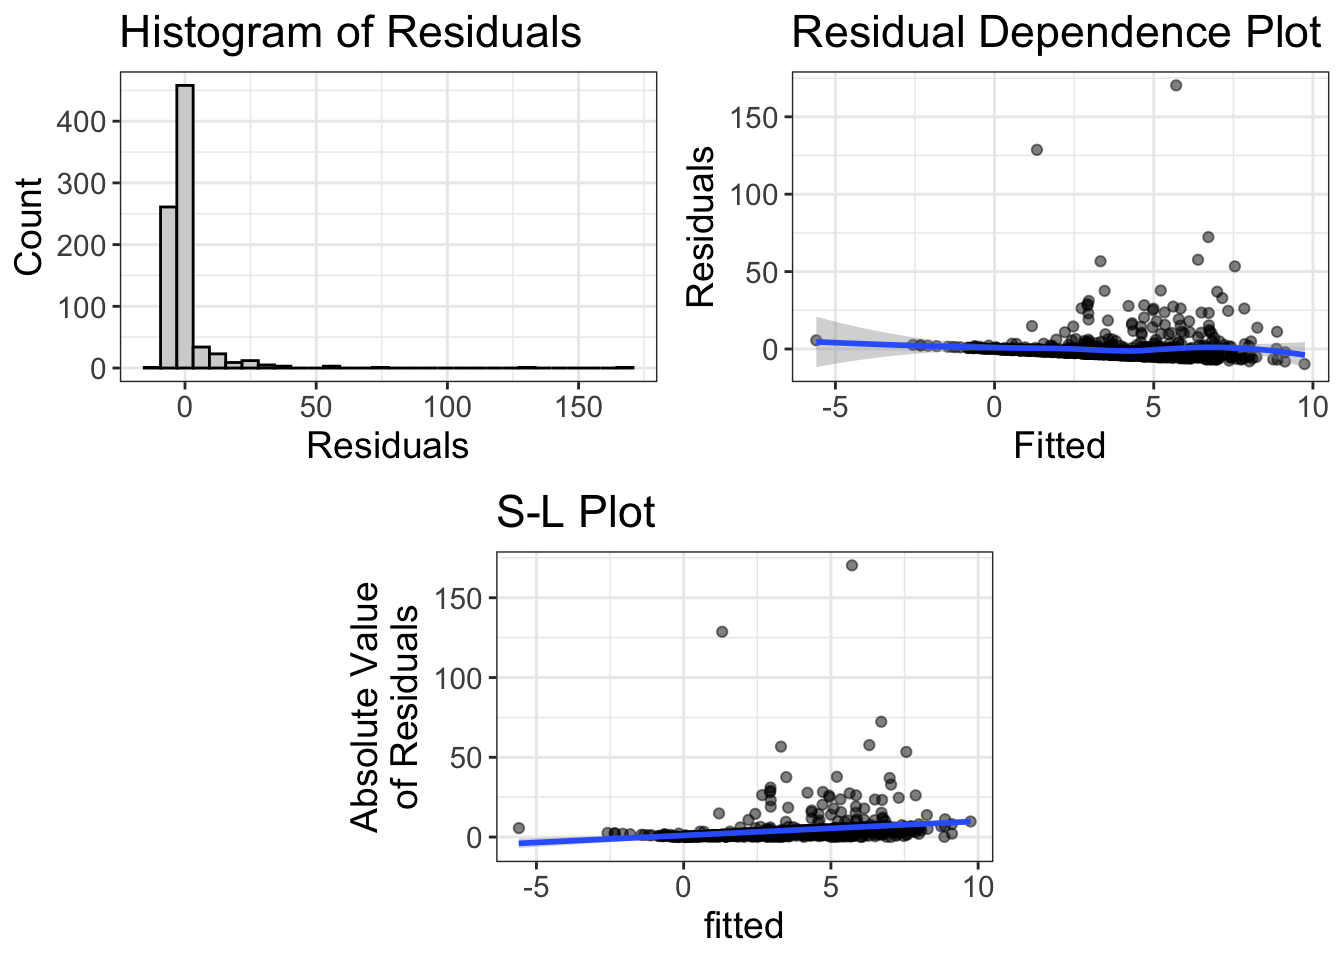 Histogram of Residuals
400
300
200
100
0
Count
0 50 100 150
Residuals
Residual Dependence Plot
150
100
50
0
Residuals
-5 0 5 10
Fitted
S-L Plot
150
100
50
0
Absolute Value
of Residuals
-5 0 5 10
fitted